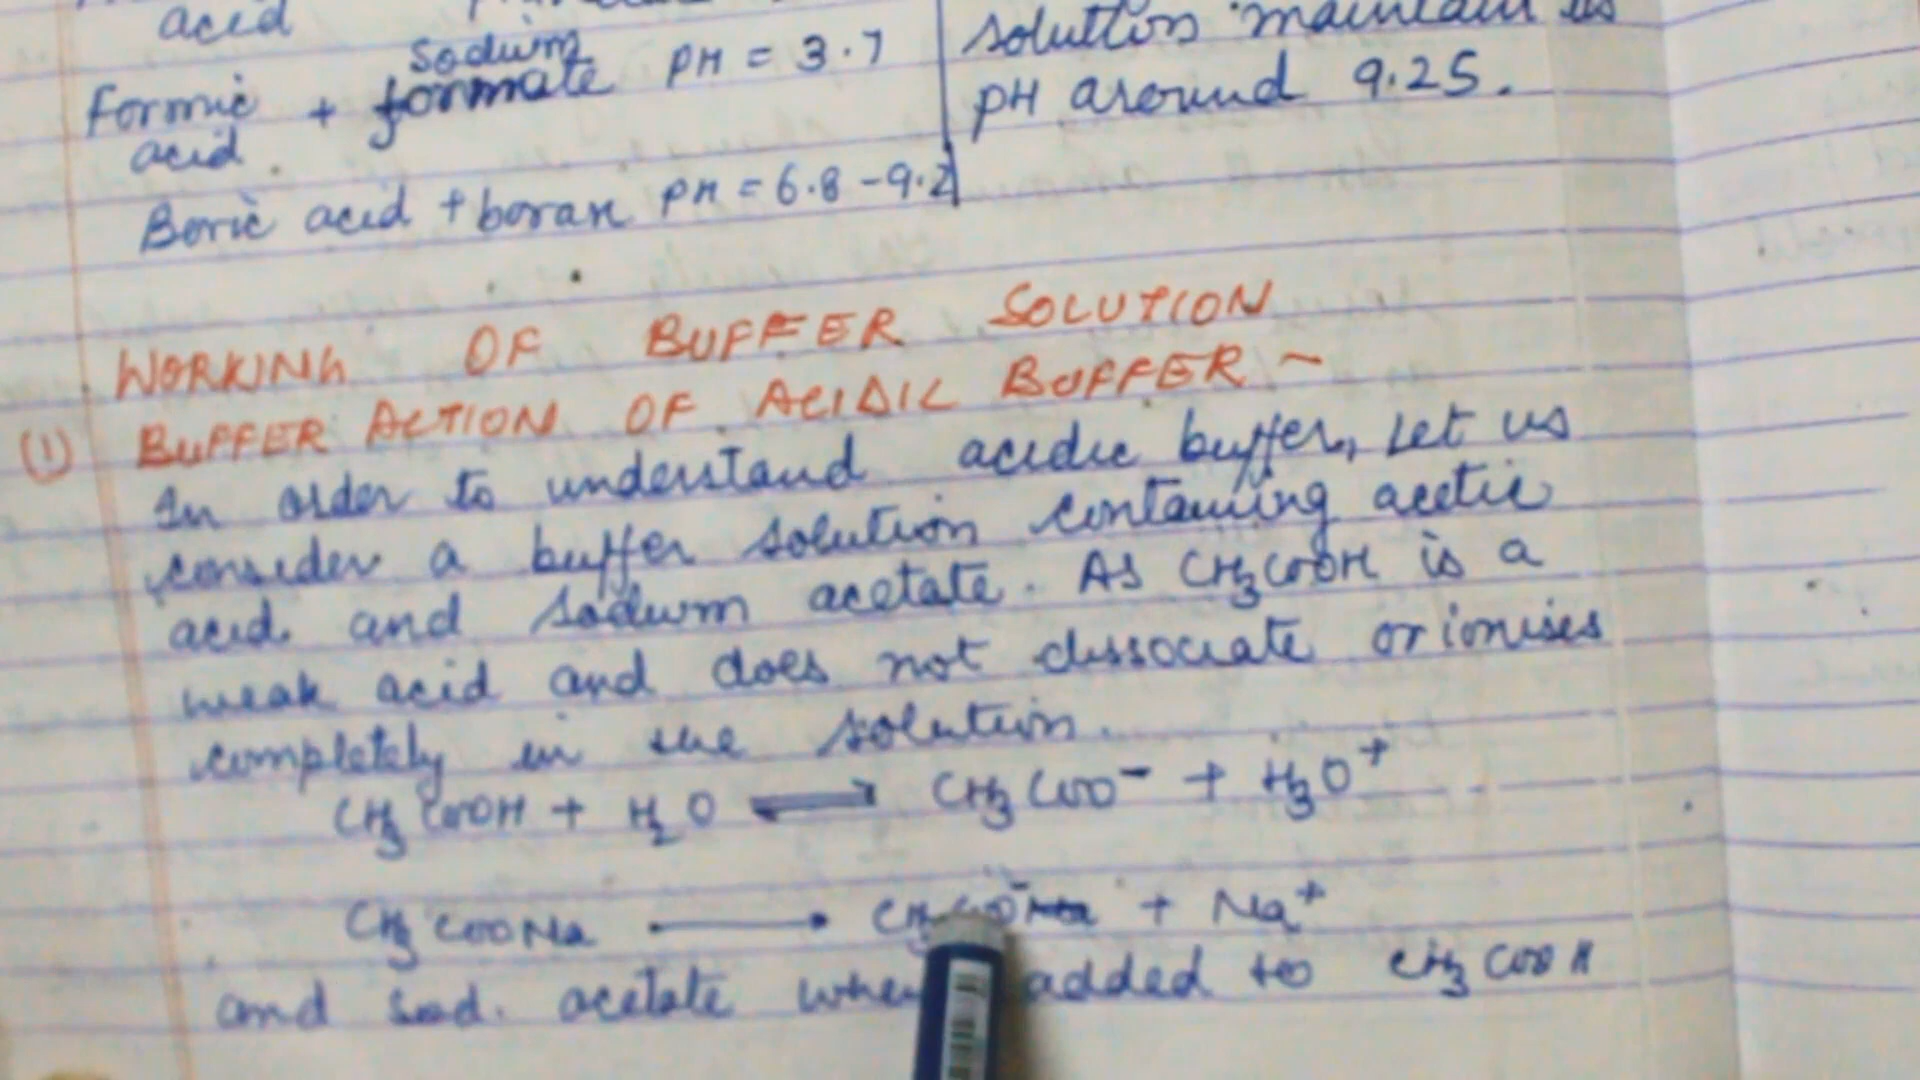 acid
solution maintain its
sodium
Formic + formate pH = 3.7
acid.
pH around 9.25.
Boric acid + borax pH = 6.8 - 9.2
WORKING OF BUFFER SOLUTION
(1) BUFFER ACTION OF ACIDIC BUFFER ~
In order to understand acidic buffer, Let us
consider a buffer solution containing acetic
acid and sodium acetate. As CH3COOH is a
weak acid and does not dissociate or ionises
completely in the solution.
CH3COOH + H2O ⇌ CH3COO⁻ + H3O⁺
CH3COONa ⟶ + Na⁺
and sod. acetate when added to CH3COOH